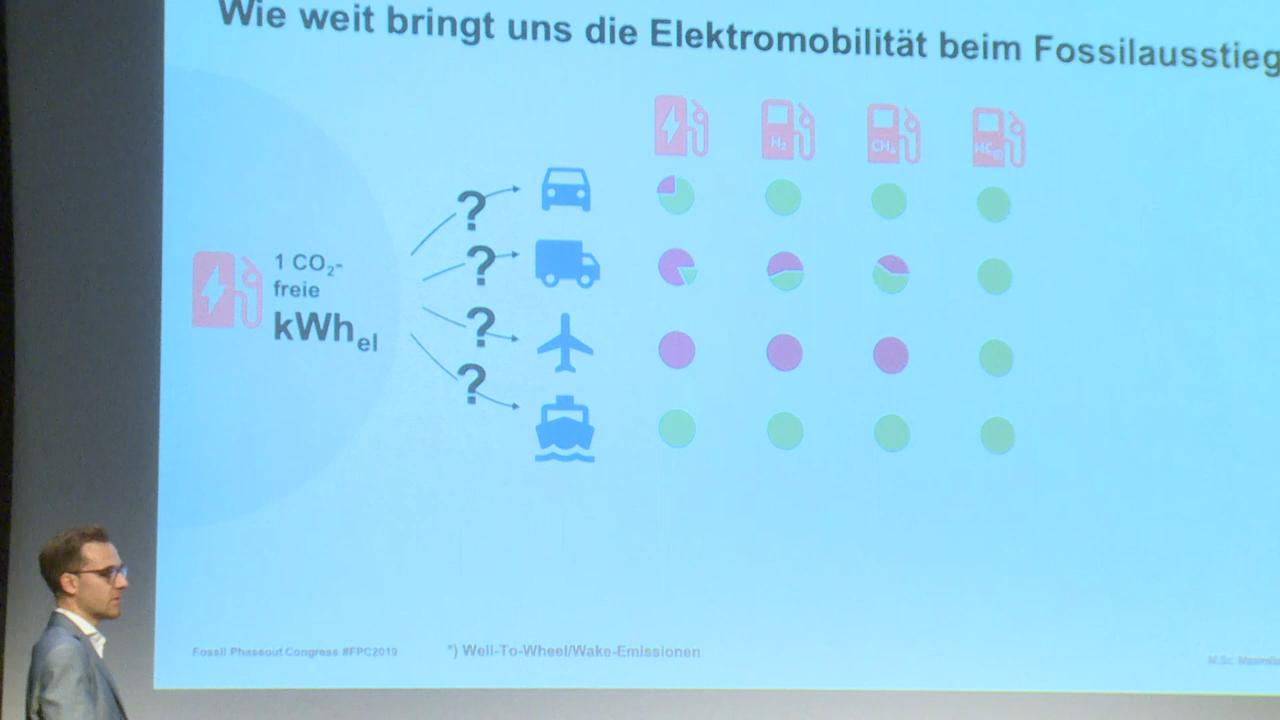 Wie weit bringt uns die Elektromobilität beim Fossilausstieg
H₂
CH₄
1 CO₂-
freie
kWhel
?
?
?
?
Fossil Phaseout Congress #FPC2019
*) Well-To-Wheel/Wake-Emissionen
M.Sc.